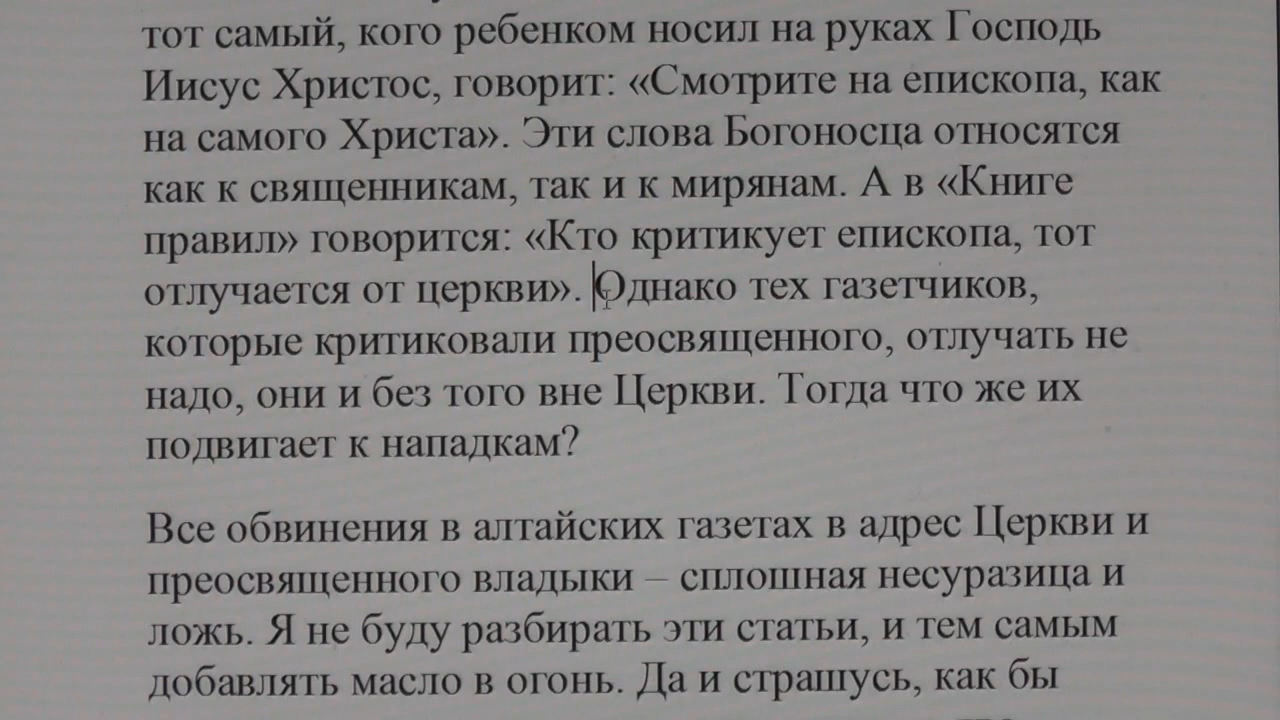 тот самый, кого ребенком носил на руках Господь
Иисус Христос, говорит: «Смотрите на епископа, как
на самого Христа». Эти слова Богоносца относятся
как к священникам, так и к мирянам. А в «Книге
правил» говорится: «Кто критикует епископа, тот
отлучается от церкви». Однако тех газетчиков,
которые критиковали преосвященного, отлучать не
надо, они и без того вне Церкви. Тогда что же их
подвигает к нападкам?
Все обвинения в алтайских газетах в адрес Церкви и
преосвященного владыки – сплошная несуразица и
ложь. Я не буду разбирать эти статьи, и тем самым
добавлять масло в огонь. Да и страшусь, как бы